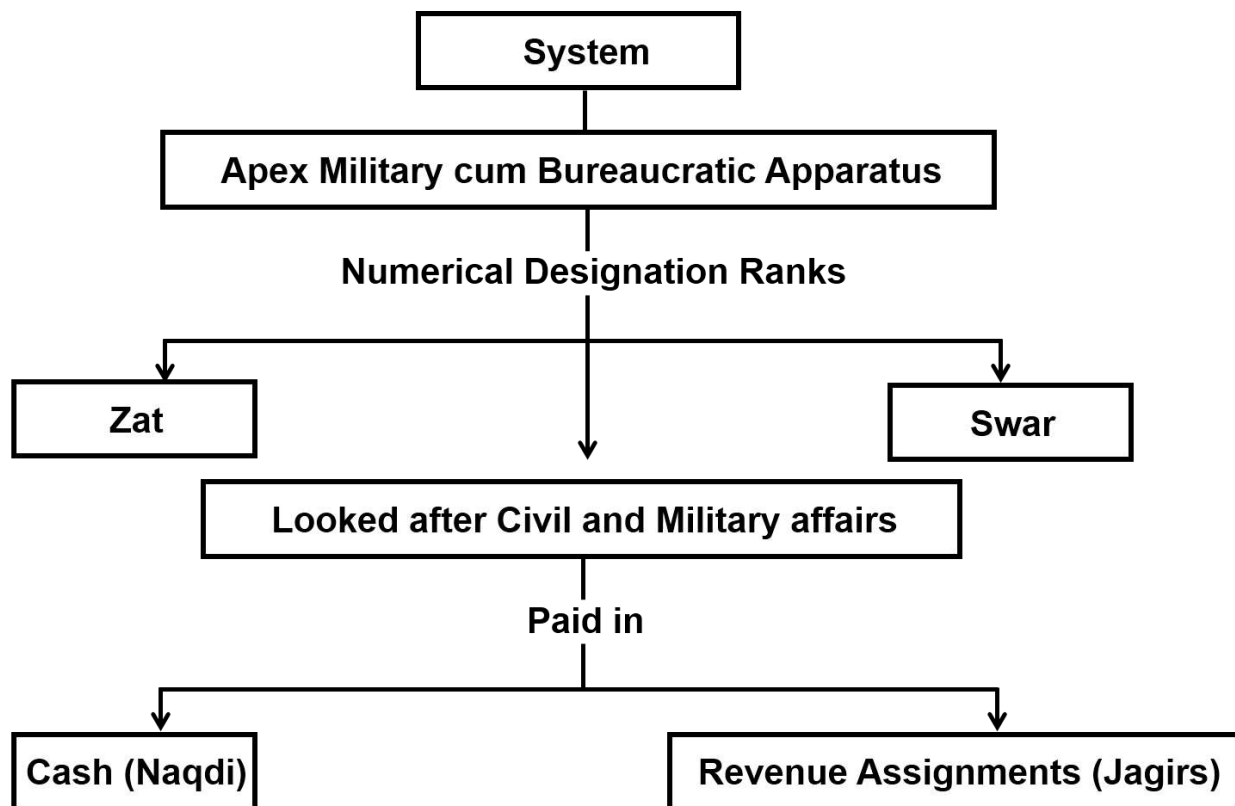 System
Apex Military cum Bureaucratic Apparatus
Numerical Designation Ranks
Zat
Swar
Looked after Civil and Military affairs
Paid in
Cash (Naqdi)
Revenue Assignments (Jagirs)